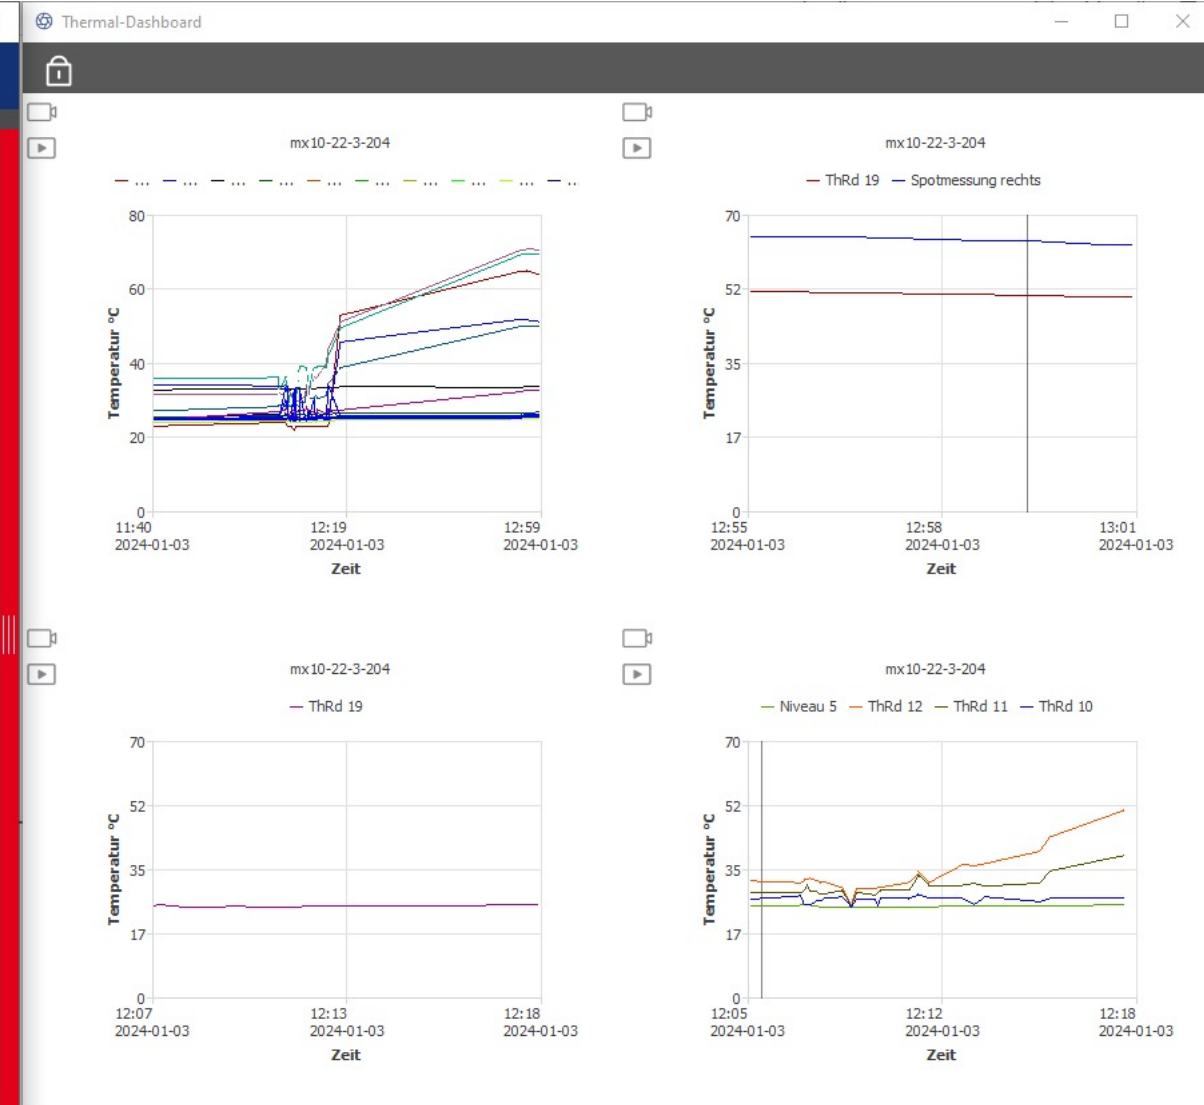 Thermal-Dashboard
mx10-22-3-204
... ... ... ... ... ... ... ... ... ...
80
60
40
20
0
Temperatur °C
11:40 12:19 12:59
2024-01-03 2024-01-03 2024-01-03
Zeit
mx10-22-3-204
ThRd 19 Spotmessung rechts
70
52
35
17
0
Temperatur °C
12:55 12:58 13:01
2024-01-03 2024-01-03 2024-01-03
Zeit
mx10-22-3-204
ThRd 19
70
52
35
17
0
Temperatur °C
12:07 12:13 12:18
2024-01-03 2024-01-03 2024-01-03
Zeit
mx10-22-3-204
Niveau 5 ThRd 12 ThRd 11 ThRd 10
70
52
35
17
0
Temperatur °C
12:05 12:12 12:18
2024-01-03 2024-01-03 2024-01-03
Zeit